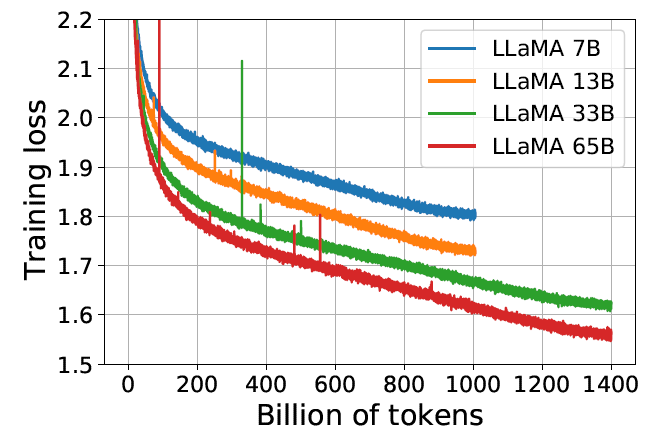 2.2
2.1
2.0
1.9
1.8
1.7
1.6
1.5
Training loss
LLaMA 7B
LLaMA 13B
LLaMA 33B
LLaMA 65B
0 200 400 600 800 1000 1200 1400
Billion of tokens